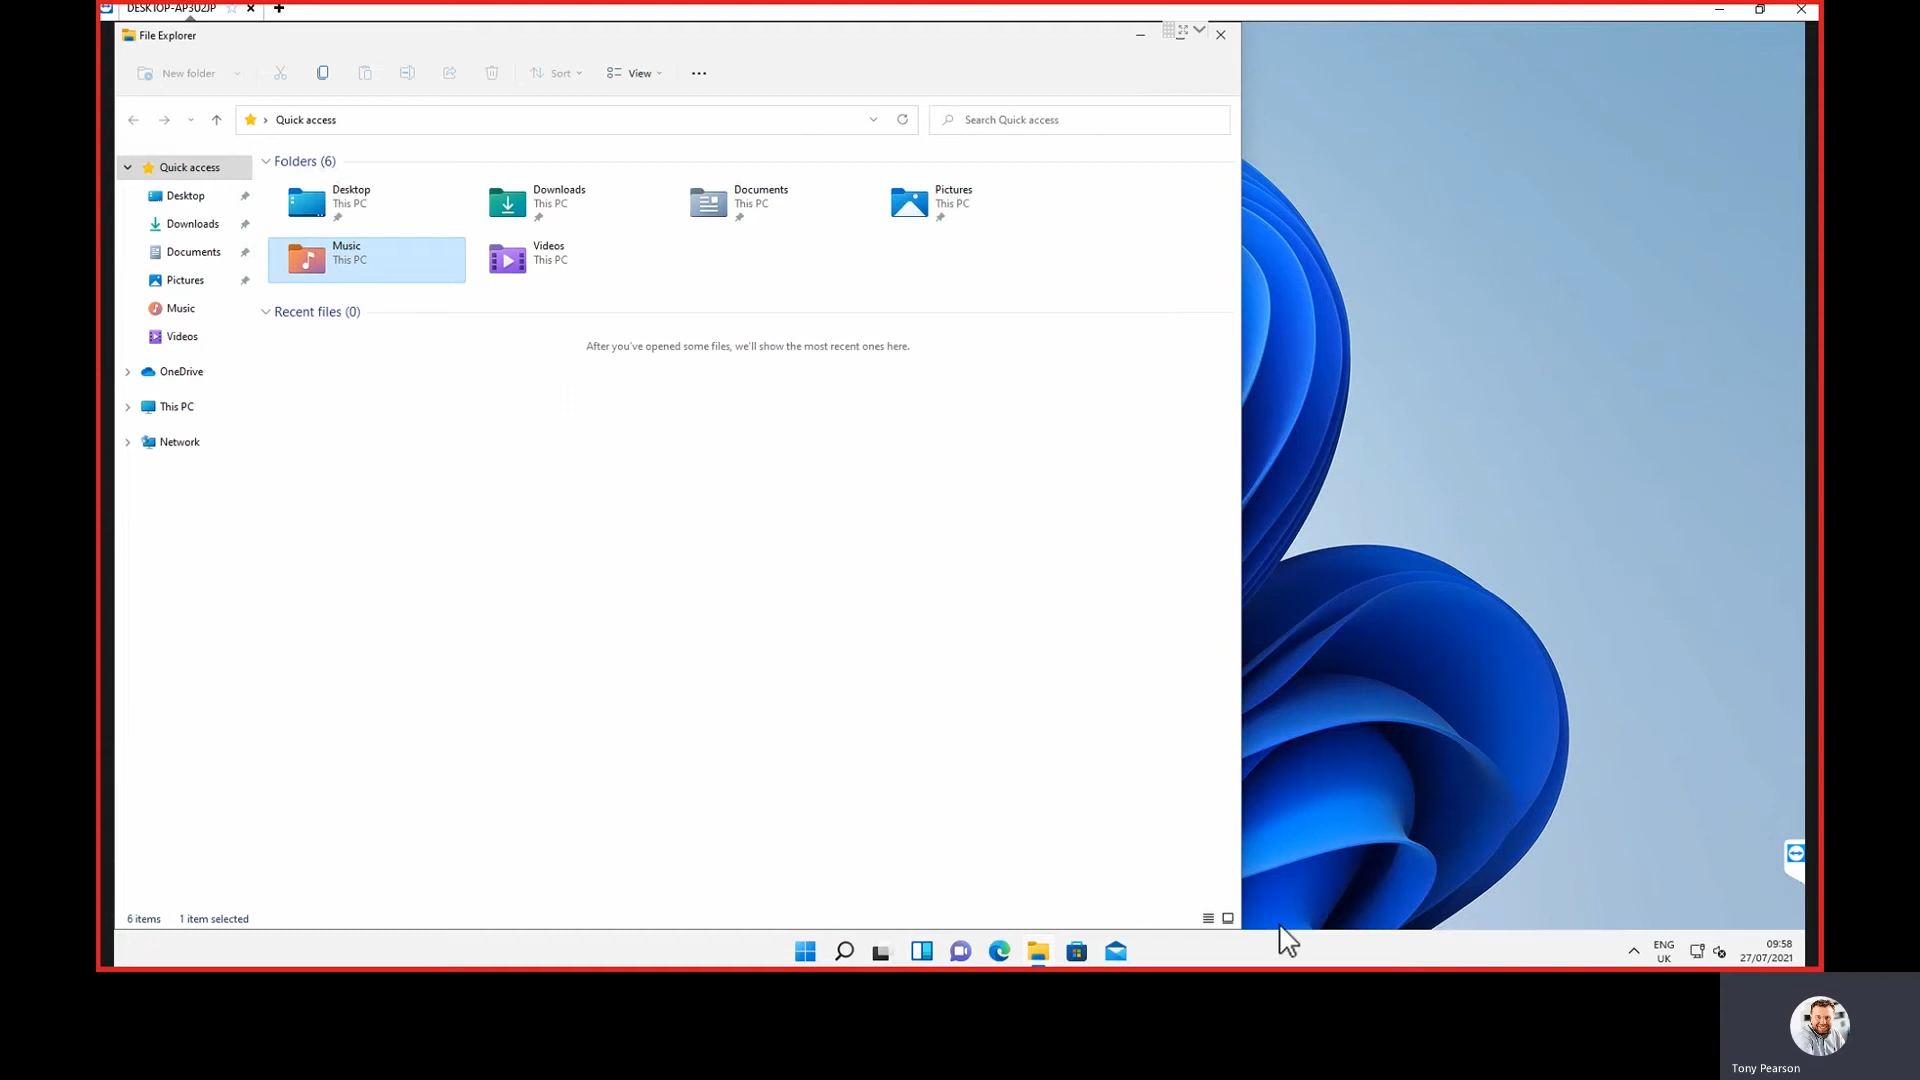 DESKTOP-AP302JP
File Explorer
New folder
Sort
View
Quick access
Search Quick access
Quick access
Desktop
Downloads
Documents
Pictures
Music
Videos
OneDrive
This PC
Network
Folders (6)
Desktop
This PC
Downloads
This PC
Documents
This PC
Pictures
This PC
Music
This PC
Videos
This PC
Recent files (0)
After you've opened some files, we'll show the most recent ones here.
6 items
1 item selected
ENG
UK
09:58
27/07/2021
Tony Pearson